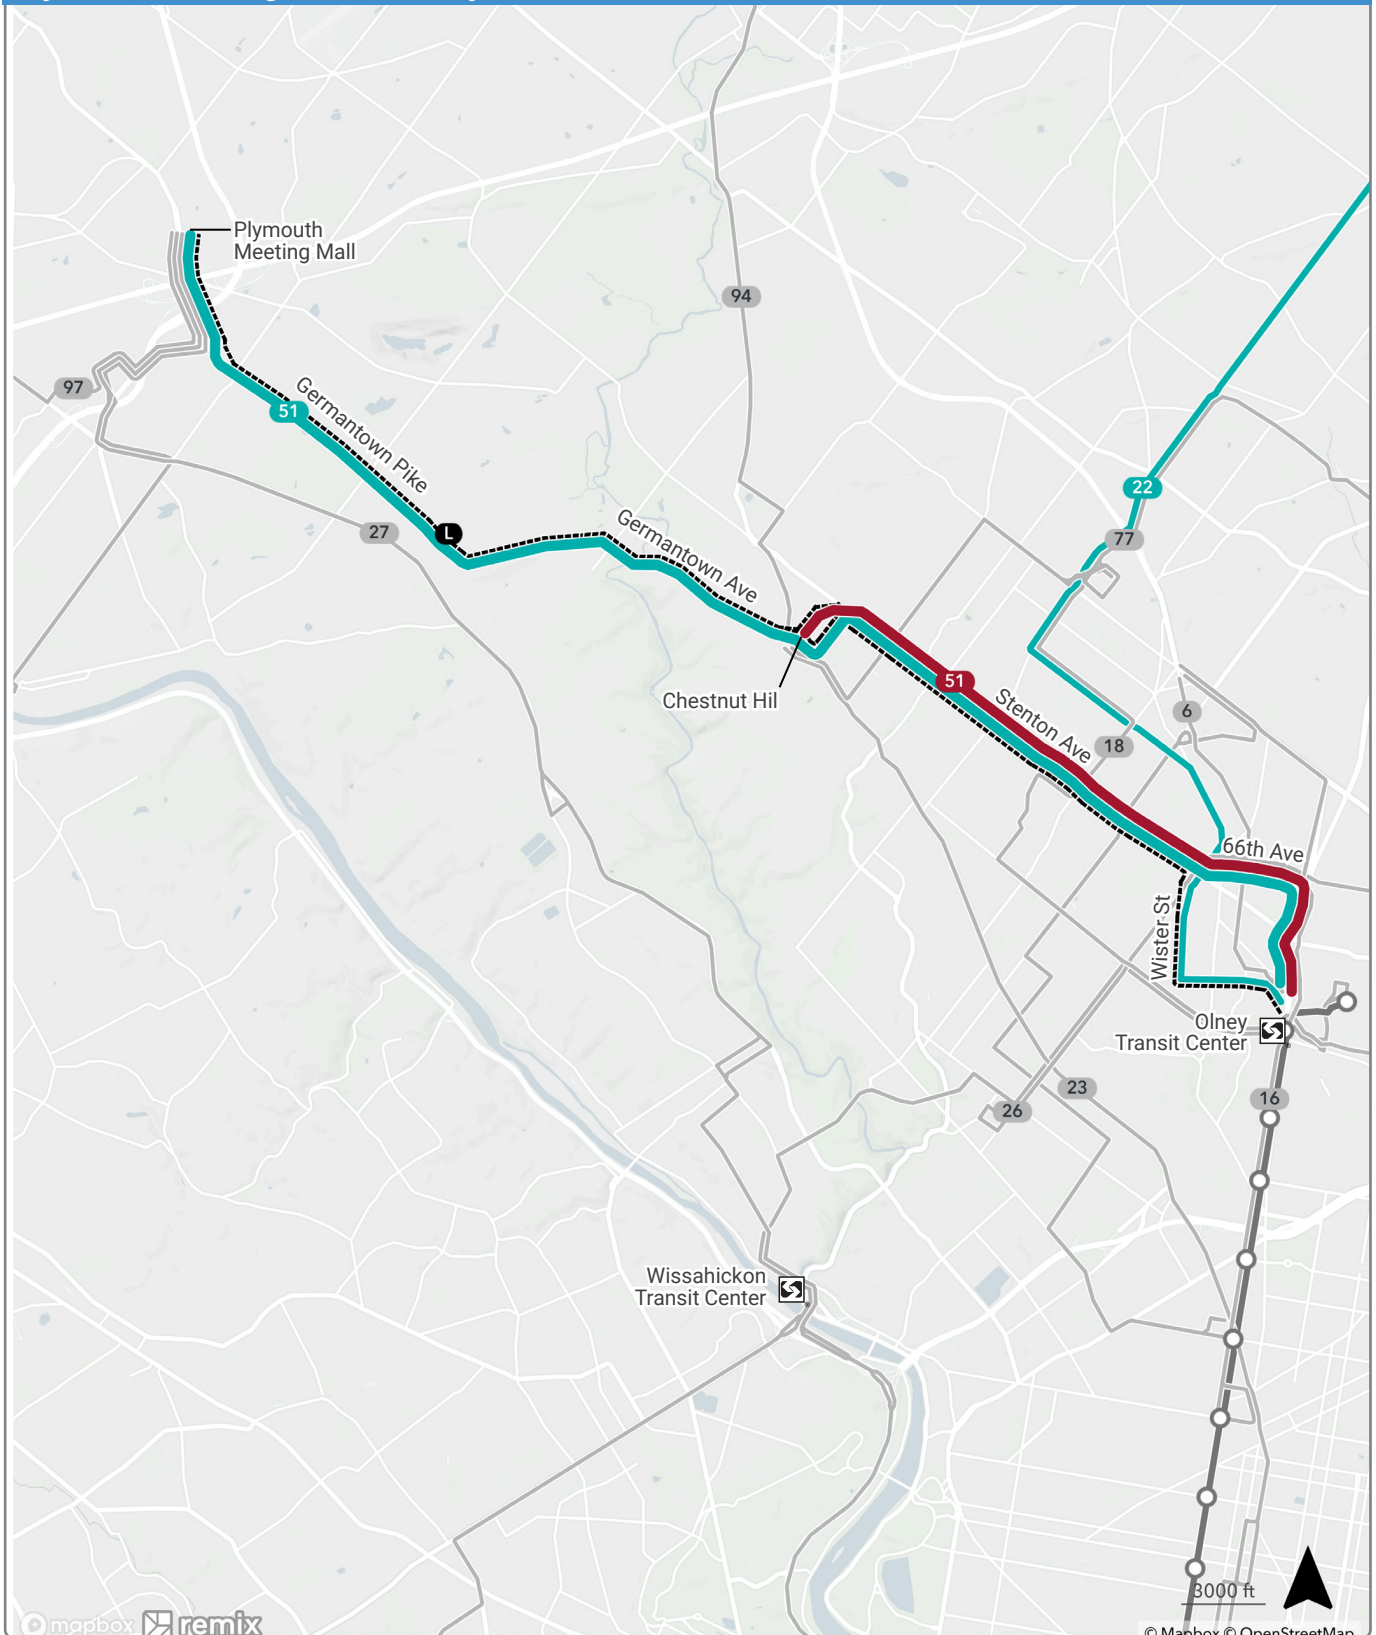 Plymouth
Meeting Mall
94
97
51
Germantown Pike
22
77
27
L
Germantown Ave
Chestnut Hil
51
Stenton Ave
6
18
66th Ave
Wister St
Olney
Transit Center
23
26
16
Wissahickon
Transit Center
3000 ft
mapbox
remix
© Mapbox © OpenStreetMap